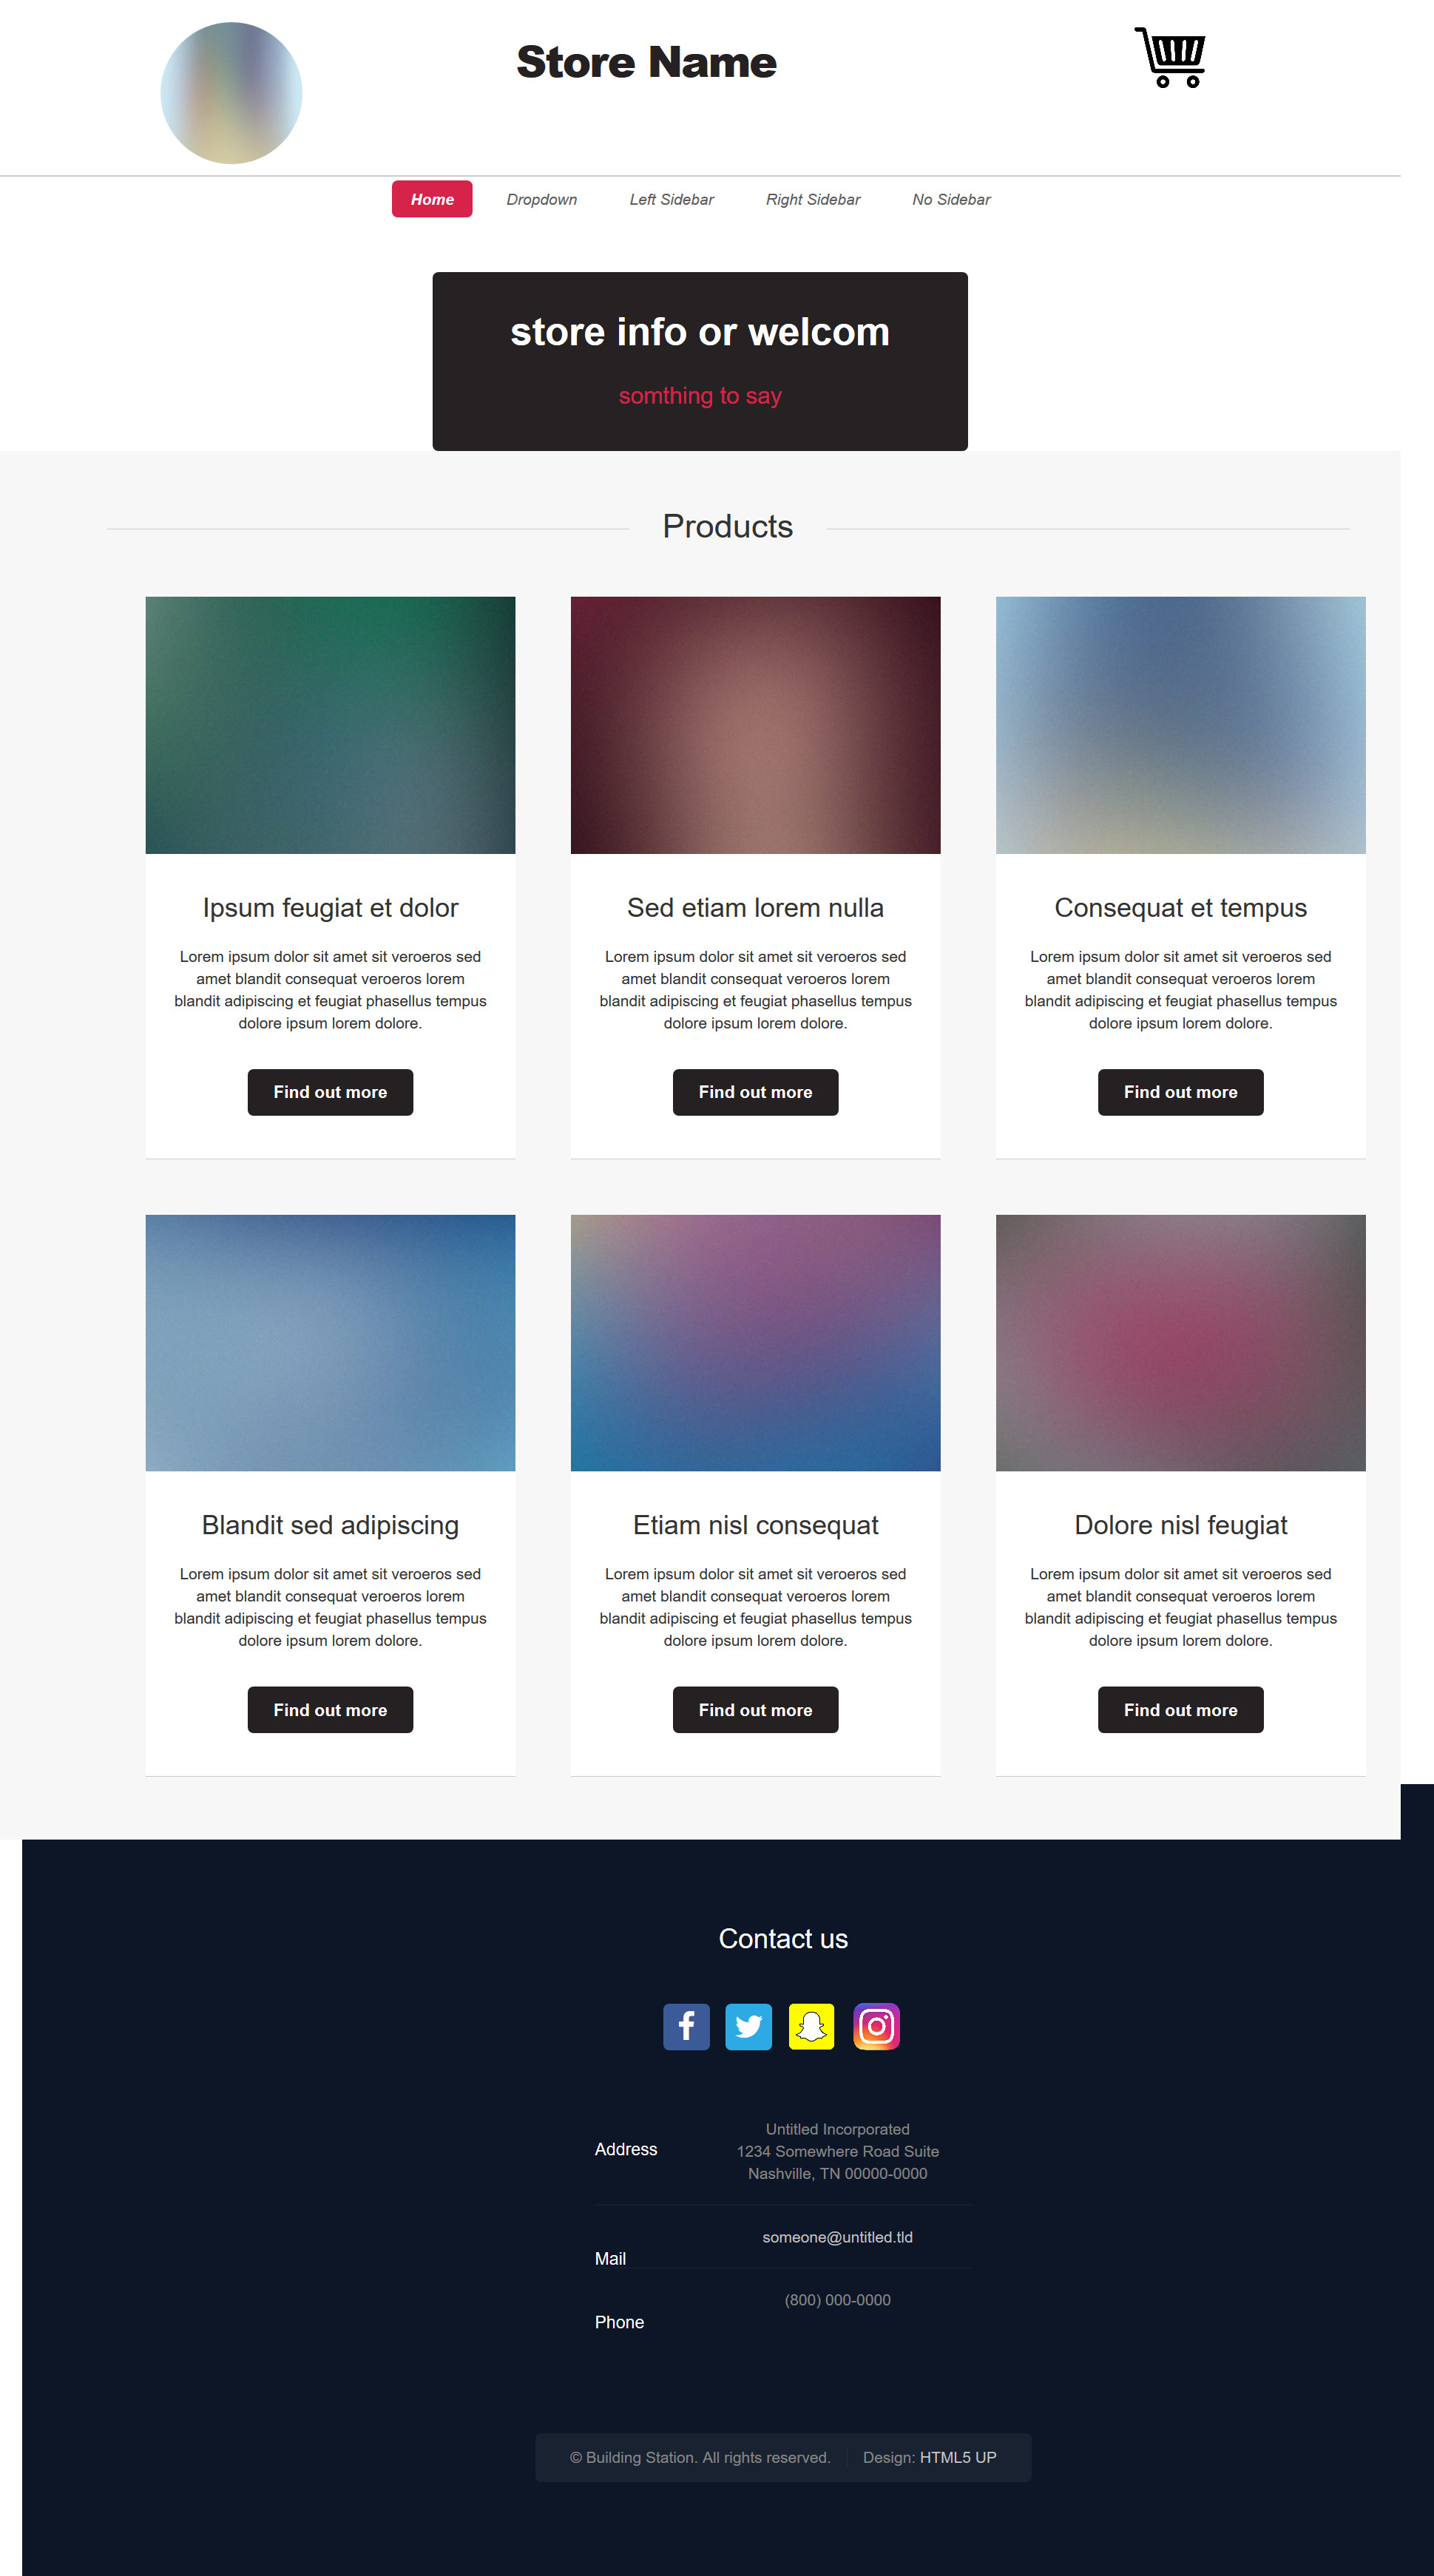 Store Name
Home Dropdown Left Sidebar Right Sidebar No Sidebar
store info or welcom
somthing to say
Products
Ipsum feugiat et dolor
Lorem ipsum dolor sit amet sit veroeros sed
amet blandit consequat veroeros lorem
blandit adipiscing et feugiat phasellus tempus
dolore ipsum lorem dolore.
Find out more
Sed etiam lorem nulla
Lorem ipsum dolor sit amet sit veroeros sed
amet blandit consequat veroeros lorem
blandit adipiscing et feugiat phasellus tempus
dolore ipsum lorem dolore.
Find out more
Consequat et tempus
Lorem ipsum dolor sit amet sit veroeros sed
amet blandit consequat veroeros lorem
blandit adipiscing et feugiat phasellus tempus
dolore ipsum lorem dolore.
Find out more
Blandit sed adipiscing
Lorem ipsum dolor sit amet sit veroeros sed
amet blandit consequat veroeros lorem
blandit adipiscing et feugiat phasellus tempus
dolore ipsum lorem dolore.
Find out more
Etiam nisl consequat
Lorem ipsum dolor sit amet sit veroeros sed
amet blandit consequat veroeros lorem
blandit adipiscing et feugiat phasellus tempus
dolore ipsum lorem dolore.
Find out more
Dolore nisl feugiat
Lorem ipsum dolor sit amet sit veroeros sed
amet blandit consequat veroeros lorem
blandit adipiscing et feugiat phasellus tempus
dolore ipsum lorem dolore.
Find out more
Contact us
Address
Untitled Incorporated
1234 Somewhere Road Suite
Nashville, TN 00000-0000
Mail
someone@untitled.tld
Phone
(800) 000-0000
© Building Station. All rights reserved. Design: HTML5 UP